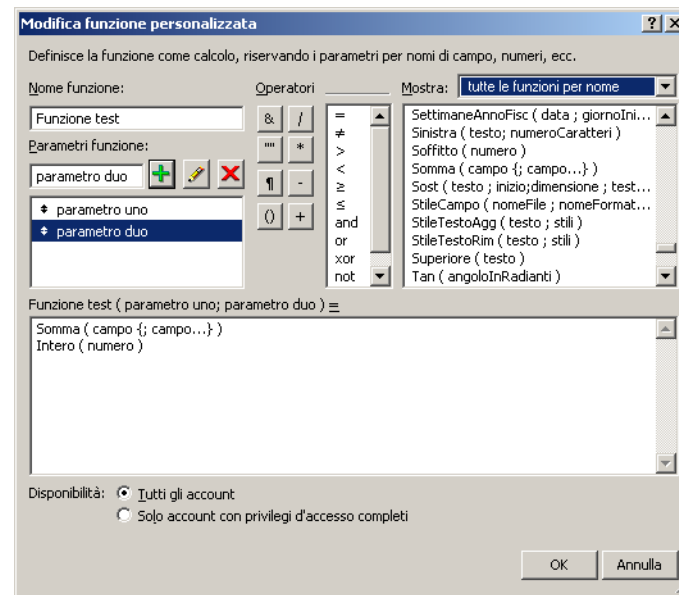 Modifica funzione personalizzata
Definisce la funzione come calcolo, riservando i parametri per nomi di campo, numeri, ecc.
Nome funzione:
Operatori
Mostra:
tutte le funzioni per nome
Funzione test
Parametri funzione:
parametro duo
parametro uno
parametro duo
& /
"" *
¶ -
() +
=
≠
>
<
≥
≤
and
or
xor
not
SettimaneAnnoFisc ( data ; giornoIni...
Sinistra ( testo; numeroCaratteri )
Soffitto ( numero )
Somma ( campo {; campo...} )
Sost ( testo ; inizio;dimensione ; test...
StileCampo ( nomeFile ; nomeFormat...
StileTestoAgg ( testo ; stili )
StileTestoRim ( testo ; stili )
Superiore ( testo )
Tan ( angoloInRadianti )
Funzione test ( parametro uno; parametro duo ) =
Somma ( campo {; campo...} )
Intero ( numero )
Disponibilità:
Tutti gli account
Solo account con privilegi d'accesso completi
OK
Annulla